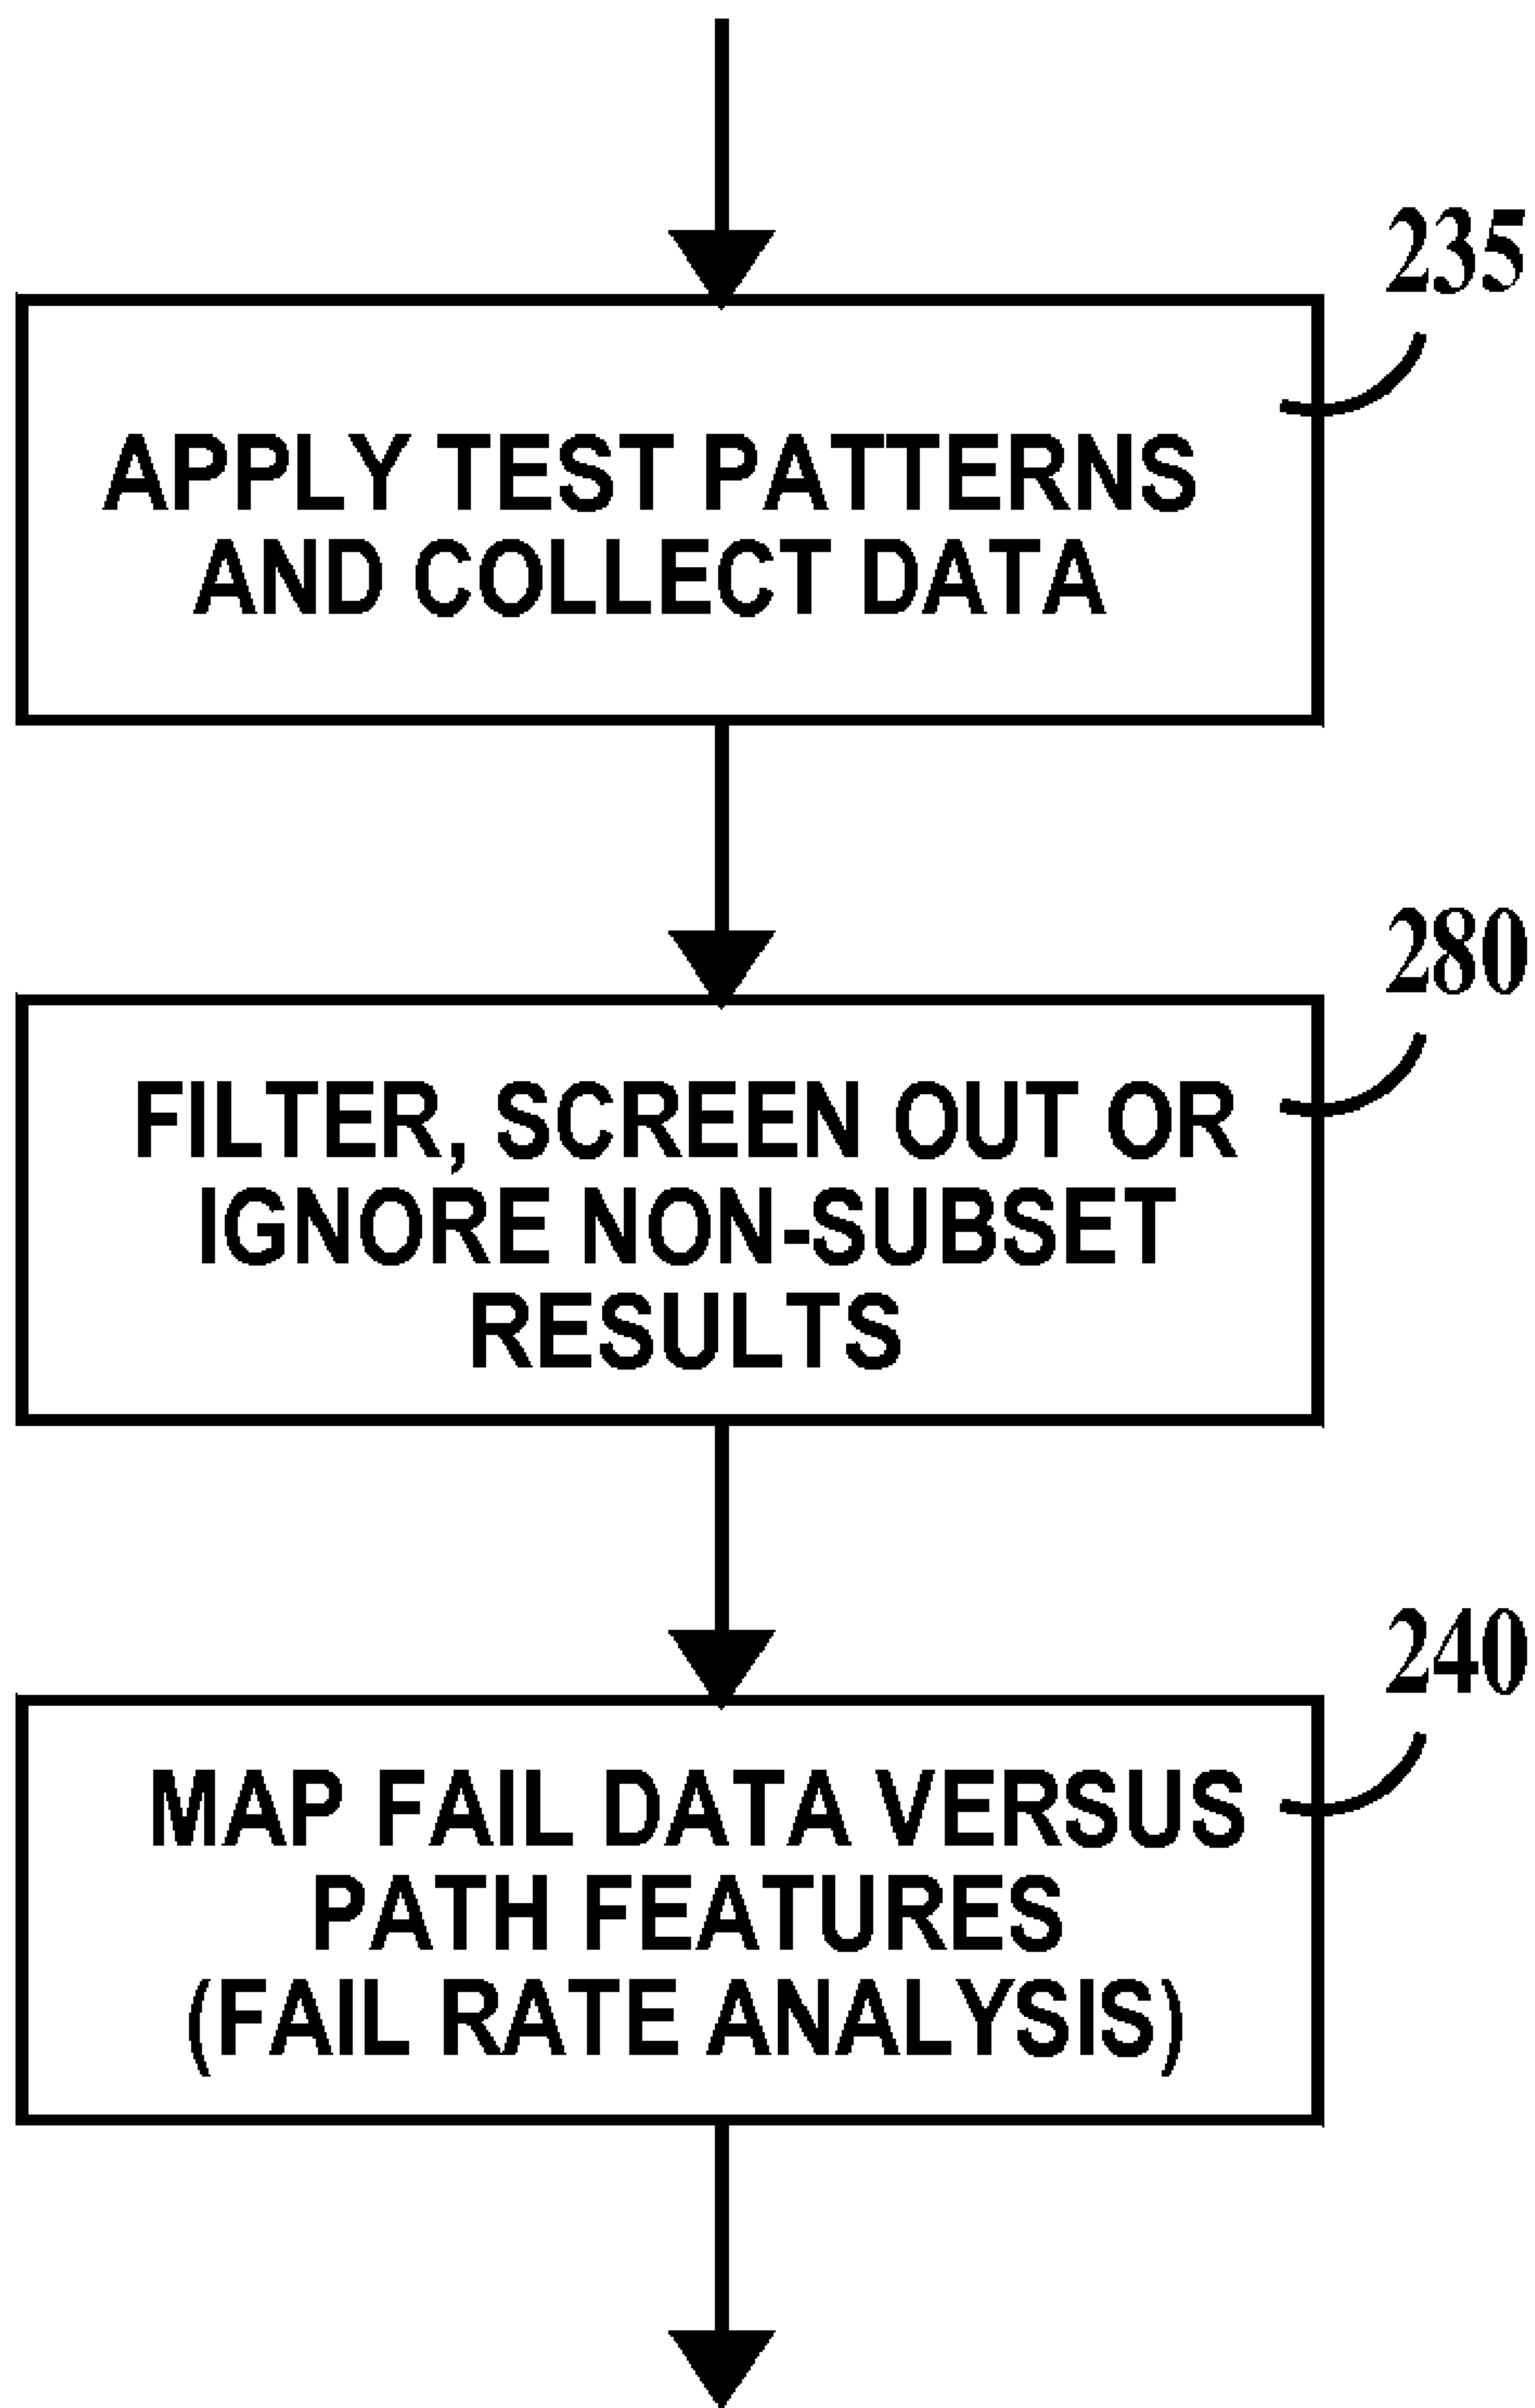 235
APPLY TEST PATTERNS
AND COLLECT DATA
280
FILTER, SCREEN OUT OR
IGNORE NON-SUBSET
RESULTS
240
MAP FAIL DATA VERSUS
PATH FEATURES
(FAIL RATE ANALYSIS)